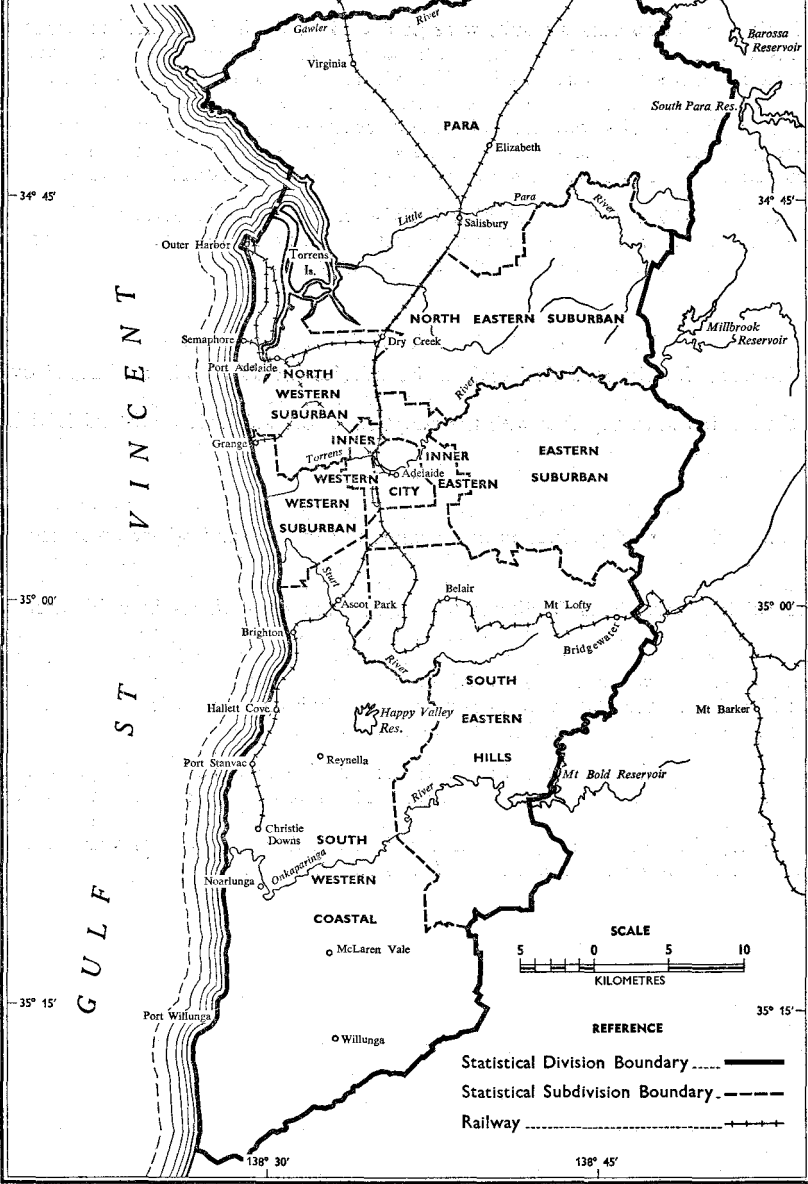 Gawler River
Barossa
Reservoir
Virginia
South Para Res.
PARA
Elizabeth
34° 45'
34° 45'
Little Para River
Salisbury
Outer Harbor
Torrens
Is.
NORTH EASTERN SUBURBAN
Millbrook
Reservoir
Semaphore
Dry Creek
Port Adelaide
NORTH
WESTERN
SUBURBAN
River
Grange
INNER
Torrens
WESTERN
INNER
EASTERN
Adelaide
CITY
EASTERN
SUBURBAN
WESTERN
SUBURBAN
GULF ST VINCENT
Sturt
35° 00'
35° 00'
Ascot Park
Belair
Mt Lofty
Bridgewater
Brighton
River
SOUTH
EASTERN
HILLS
Hallett Cove
Happy Valley
Res.
Mt Barker
Port Stanvac
Reynella
Mt Bold Reservoir
River
Christie
Downs
SOUTH
WESTERN
COASTAL
Onkaparinga
Noarlunga
McLaren Vale
SCALE
5 0 5 10
KILOMETRES
35° 15'
35° 15'
Port Willunga
Willunga
REFERENCE
Statistical Division Boundary
Statistical Subdivision Boundary
Railway
138° 30'
138° 45'